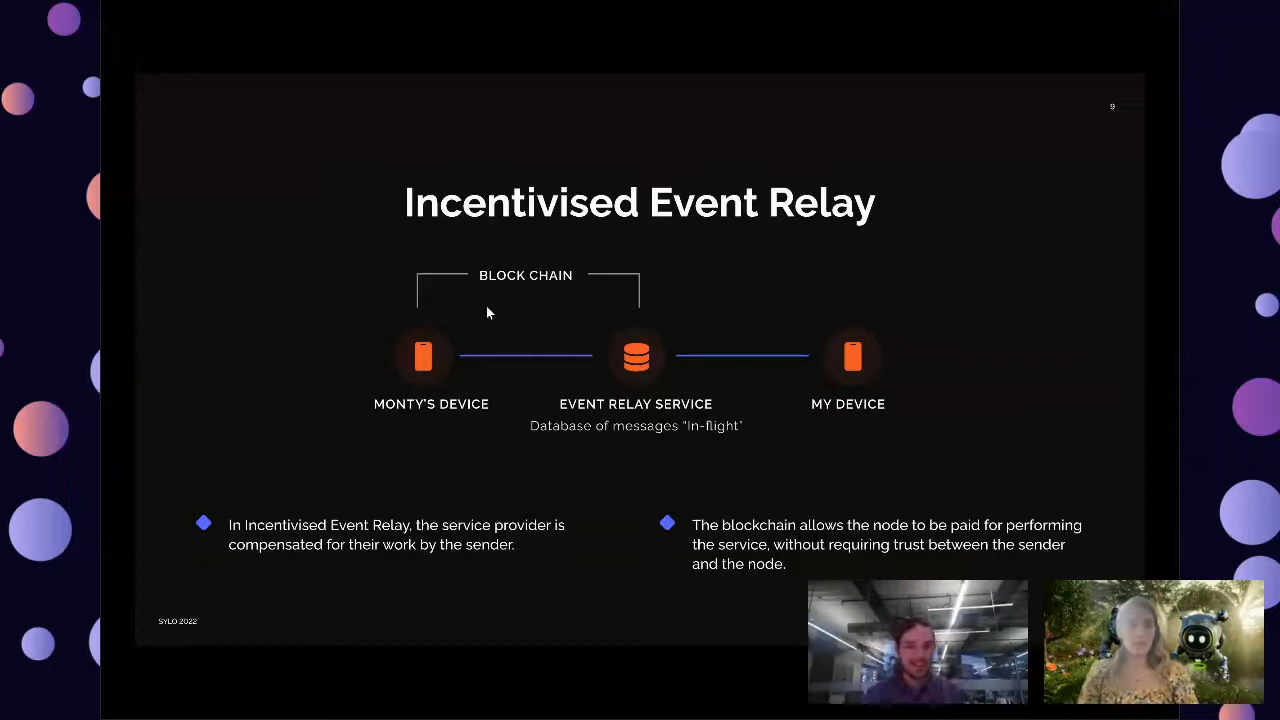 9
Incentivised Event Relay
BLOCK CHAIN
MONTY'S DEVICE
EVENT RELAY SERVICE
MY DEVICE
Database of messages "In-flight"
In Incentivised Event Relay, the service provider is
compensated for their work by the sender.
The blockchain allows the node to be paid for performing
the service, without requiring trust between the sender
and the node.
SYLO 2022